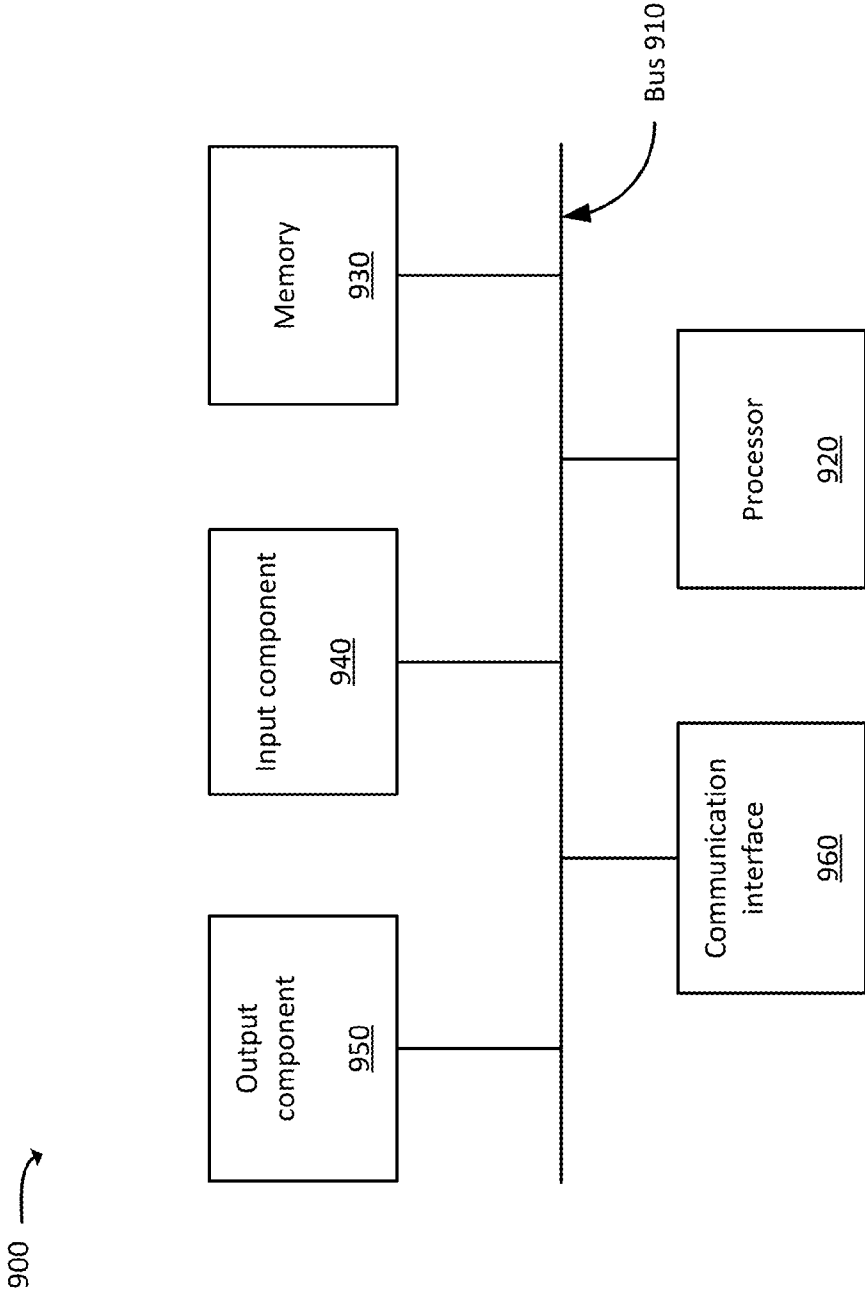 900
Output
component
950
Input component
940
Memory
930
Communication
interface
960
Processor
920
Bus 910